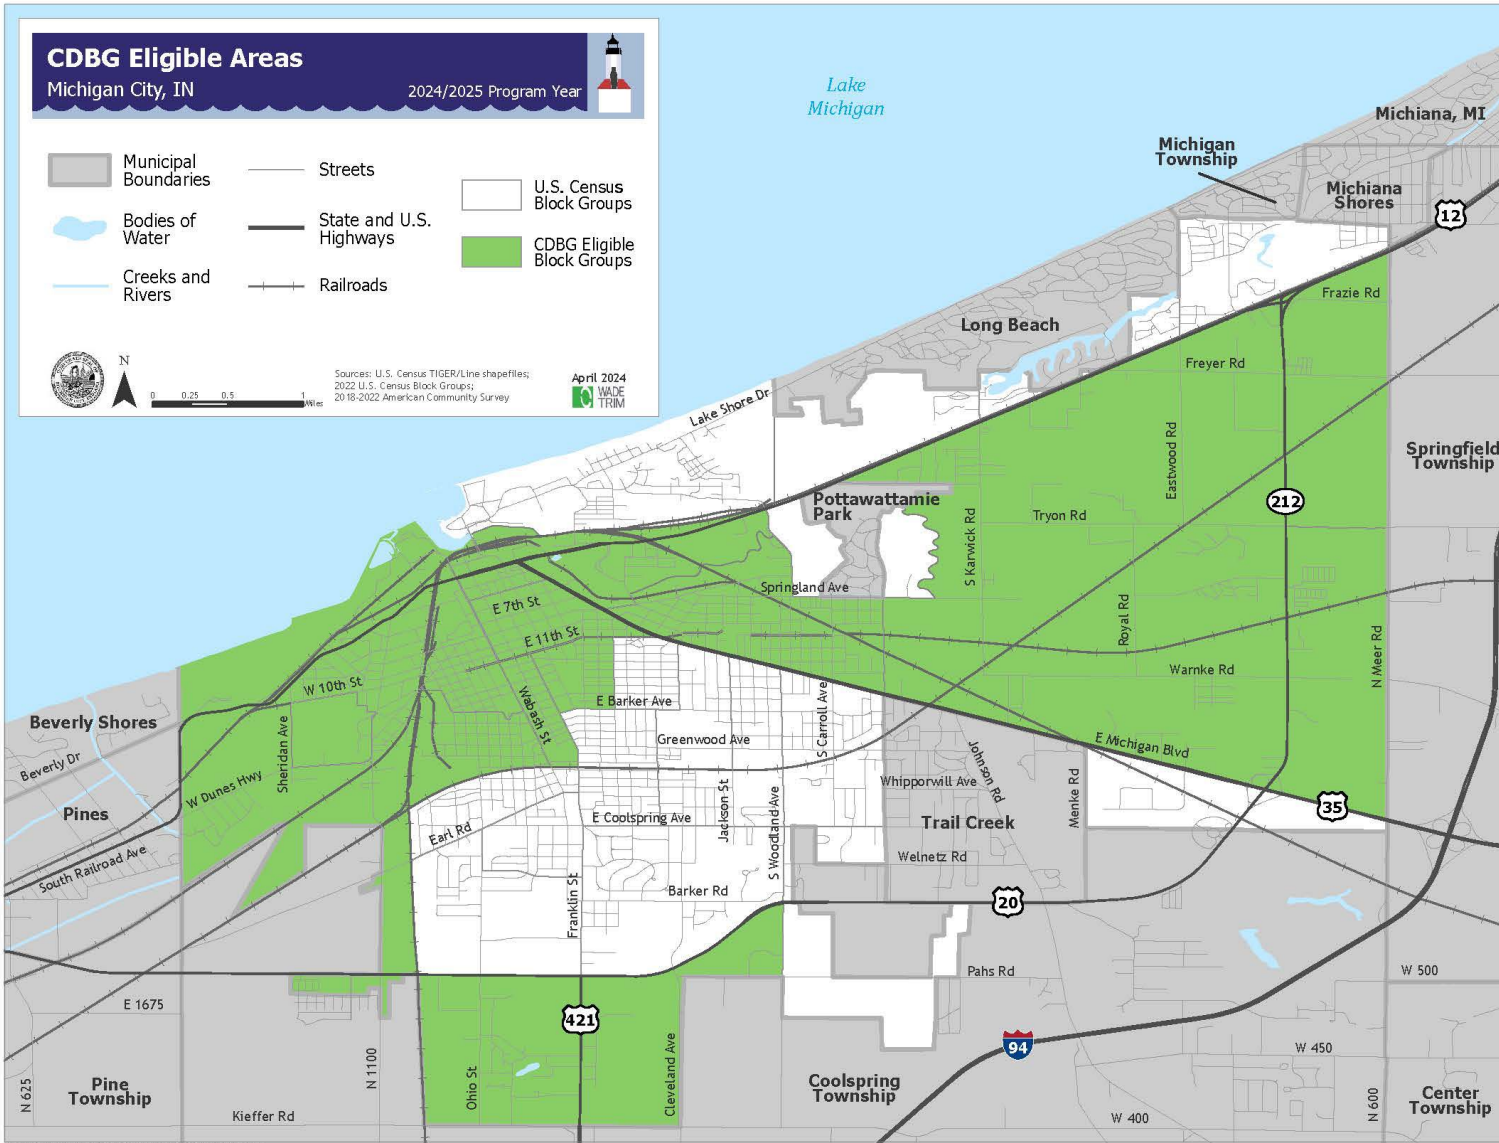 CDBG Eligible Areas
Michigan City, IN
2024/2025 Program Year
Municipal
Boundaries
Streets
U.S. Census
Block Groups
Bodies of
Water
State and U.S.
Highways
CDBG Eligible
Block Groups
Creeks and
Rivers
Railroads
N
0
0.25
0.5
1
Miles
Sources: U.S. Census TIGER/Line shapefiles;
2022 U.S. Census Block Groups;
2018-2022 American Community Survey
April 2024
WADE
TRIM
Lake
Michigan
Michiana, MI
Michigan
Township
Michiana
Shores
12
Frazie Rd
Long Beach
Freyer Rd
Lake Shore Dr
Eastwood Rd
Springfield
Township
Pottawattamie
Park
212
Tryon Rd
S Karwick Rd
Springland Ave
E 7th St
E 11th St
Royal Rd
N Meer Rd
Warnke Rd
W 10th St
E Barker Ave
Wabash St
S Carroll Ave
Beverly Shores
Greenwood Ave
E Michigan Blvd
Beverly Dr
Sheridan Ave
Johnson Rd
W Dunes Hwy
Whipporwill Ave
Menke Rd
Pines
Jackson St
S Woodland Ave
35
E Coolspring Ave
Trail Creek
Earl Rd
South Railroad Ave
Welnetz Rd
Barker Rd
Franklin St
20
Pahs Rd
W 500
E 1675
421
94
W 450
N 625
Pine
Township
N 1100
Ohio St
Cleveland Ave
Coolspring
Township
N 600
Center
Township
Kieffer Rd
W 400